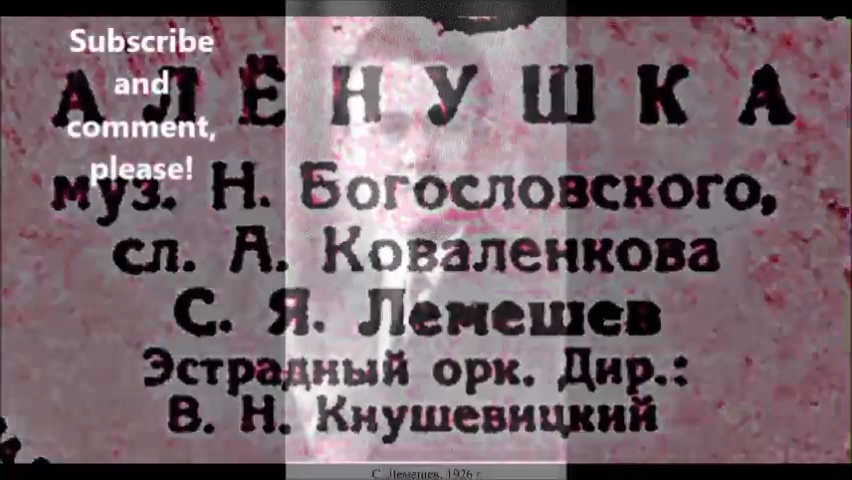 Subscribe
and
comment,
please!
АЛЁНУШКА
муз. Н. Богословского,
сл. А. Коваленкова
С. Я. Лемешев
Эстрадный орк. Дир.:
В. Н. Кнушевицкий
С. Лемешев, 1926 г.